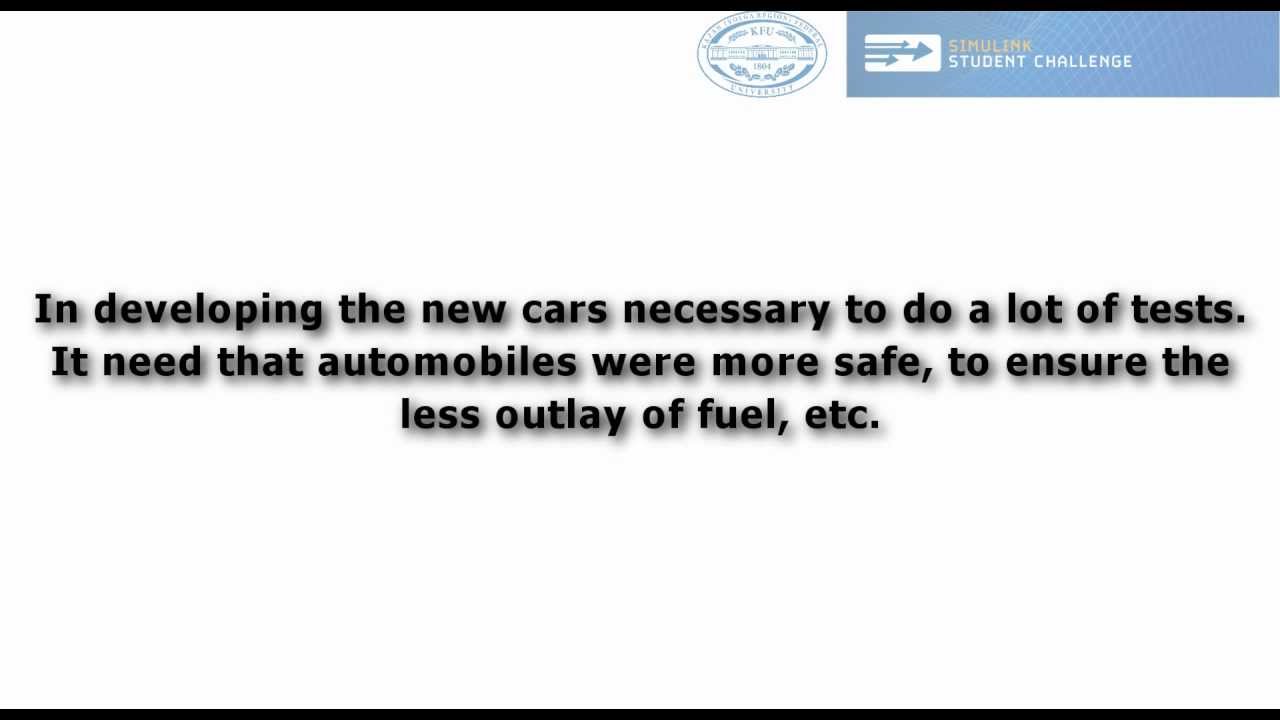 KAZAN (VOLGA REGION) FEDERAL
KFU
1804
UNIVERSITY
SIMULINK
STUDENT CHALLENGE
In developing the new cars necessary to do a lot of tests.
It need that automobiles were more safe, to ensure the
less outlay of fuel, etc.